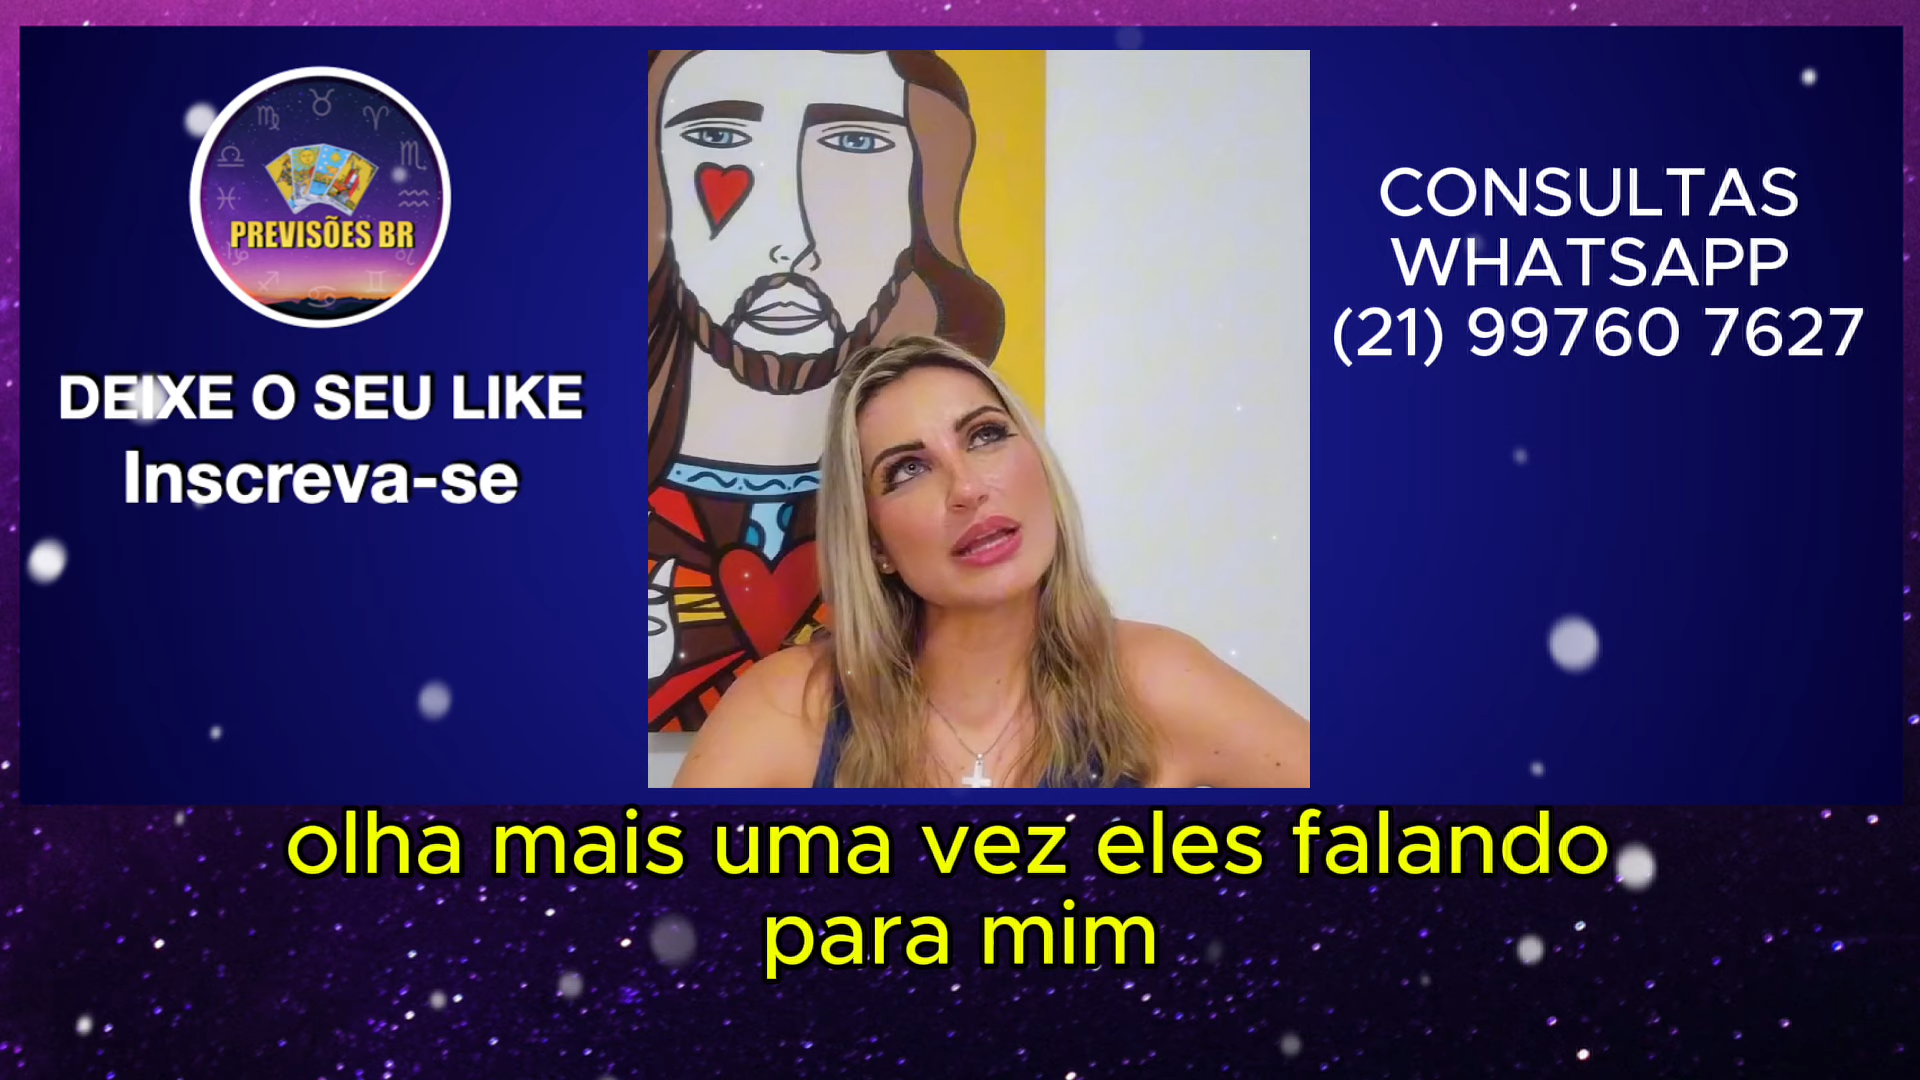 PREVISÕES BR
DEIXE O SEU LIKE
Inscreva-se
CONSULTAS
WHATSAPP
(21) 99760 7627
olha mais uma vez eles falando
para mim